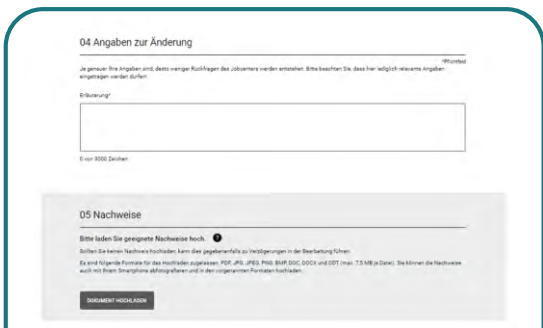 04 Angaben zur Änderung
*Pflichtfeld
Je genauer Ihre Angaben sind, desto weniger Rückfragen des Jobcenters werden entstehen. Bitte beachten Sie, dass hier lediglich relevante Angaben
eingetragen werden dürfen.
Erläuterung*
0 von 3000 Zeichen
05 Nachweise
Bitte laden Sie geeignete Nachweise hoch. ?
Sollten Sie keinen Nachweis hochladen, kann dies gegebenenfalls zu Verzögerungen in der Bearbeitung führen.
Es sind folgende Formate für das Hochladen zugelassen: PDF, JPG, JPEG, PNG, BMP, DOC, DOCX und ODT (max. 7,5 MB je Datei). Sie können die Nachweise
auch mit Ihrem Smartphone abfotografieren und in den vorgenannten Formaten hochladen.
DOKUMENT HOCHLADEN